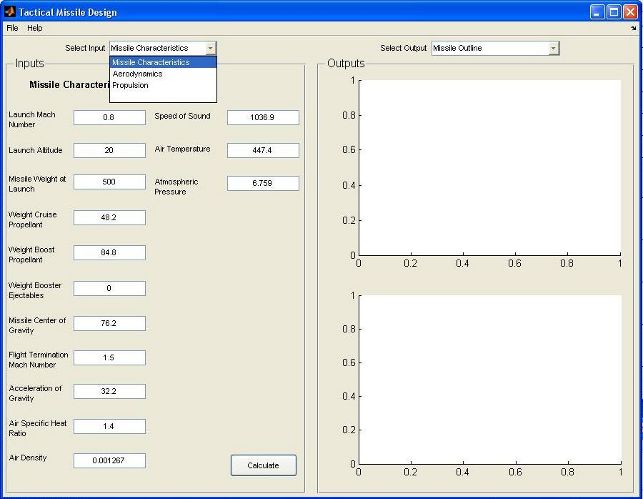 Tactical Missile Design
File Help
Select Input Missile Characteristics
Select Output Missile Outline
Missile Characteristics
Aerodynamics
Propulsion
Inputs
Missile Characteri
Launch Mach
Number
0.8
Speed of Sound
1036.9
Launch Altitude
20
Air Temperature
447.4
Missile Weight at
Launch
500
Atmospheric
Pressure
6.759
Weight Cruise
Propellant
48.2
Weight Boost
Propellant
84.8
Weight Booster
Ejectables
0
Missile Center of
Gravity
76.2
Flight Termination
Mach Number
1.5
Acceleration of
Gravity
32.2
Air Specific Heat
Ratio
1.4
Air Density
0.001267
Calculate
Outputs
1
0.8
0.6
0.4
0.2
0
0 0.2 0.4 0.6 0.8 1
1
0.8
0.6
0.4
0.2
0
0 0.2 0.4 0.6 0.8 1